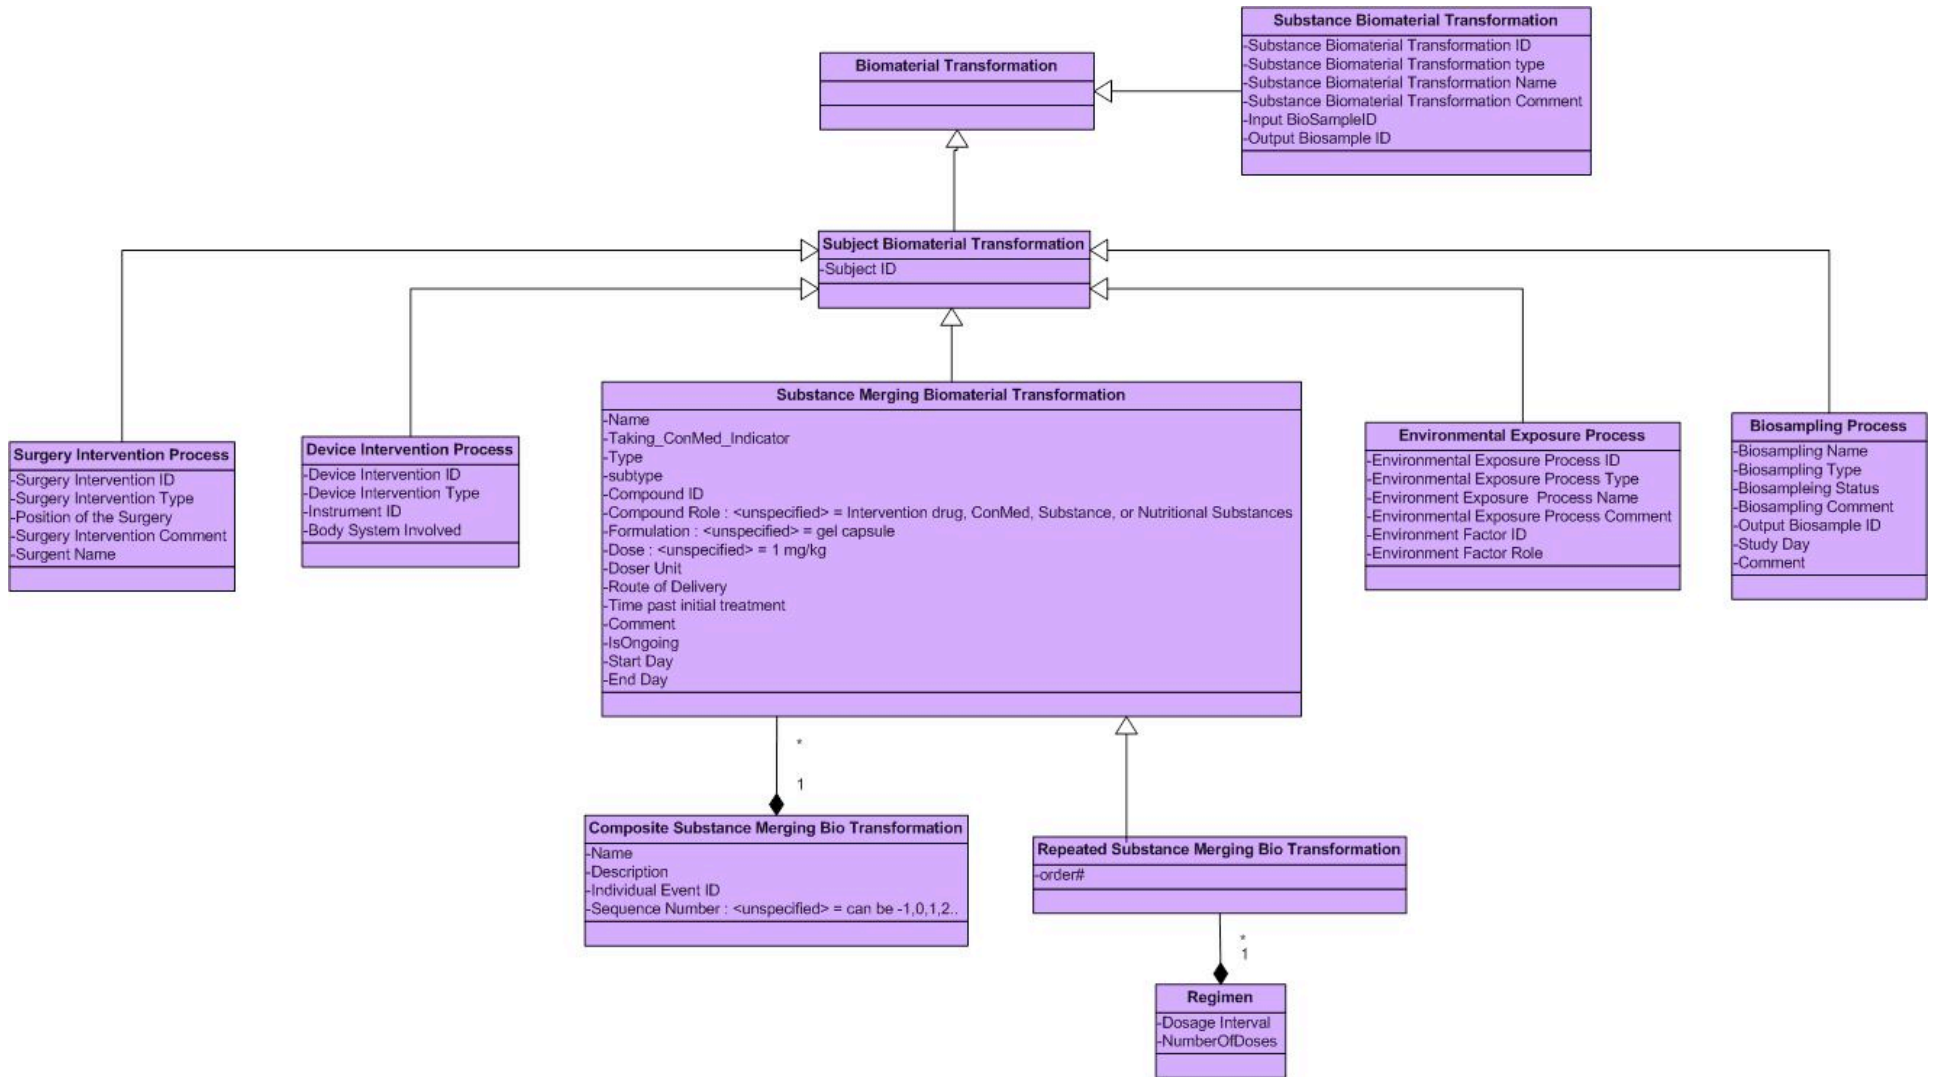 Substance Biomaterial Transformation
-Substance Biomaterial Transformation ID
-Substance Biomaterial Transformation type
-Substance Biomaterial Transformation Name
-Substance Biomaterial Transformation Comment
-Input BioSampleID
-Output Biosample ID
Biomaterial Transformation
Subject Biomaterial Transformation
-Subject ID
Surgery Intervention Process
-Surgery Intervention ID
-Surgery Intervention Type
-Position of the Surgery
-Surgery Intervention Comment
-Surgent Name
Device Intervention Process
-Device Intervention ID
-Device Intervention Type
-Instrument ID
-Body System Involved
Substance Merging Biomaterial Transformation
-Name
-Taking_ConMed_Indicator
-Type
-subtype
-Compound ID
-Compound Role : <unspecified> = Intervention drug, ConMed, Substance, or Nutritional Substances
-Formulation : <unspecified> = gel capsule
-Dose : <unspecified> = 1 mg/kg
-Doser Unit
-Route of Delivery
-Time past initial treatment
-Comment
-IsOngoing
-Start Day
-End Day
Environmental Exposure Process
-Environmental Exposure Process ID
-Environmental Exposure Process Type
-Environment Exposure  Process Name
-Environmental Exposure Process Comment
-Environment Factor ID
-Environment Factor Role
Biosampling Process
-Biosampling Name
-Biosampling Type
-Biosampleing Status
-Biosampling Comment
-Output Biosample ID
-Study Day
-Comment
*
1
Composite Substance Merging Bio Transformation
-Name
-Description
-Individual Event ID
-Sequence Number : <unspecified> = can be -1,0,1,2..
Repeated Substance Merging Bio Transformation
-order#
*
1
Regimen
-Dosage Interval
-NumberOfDoses